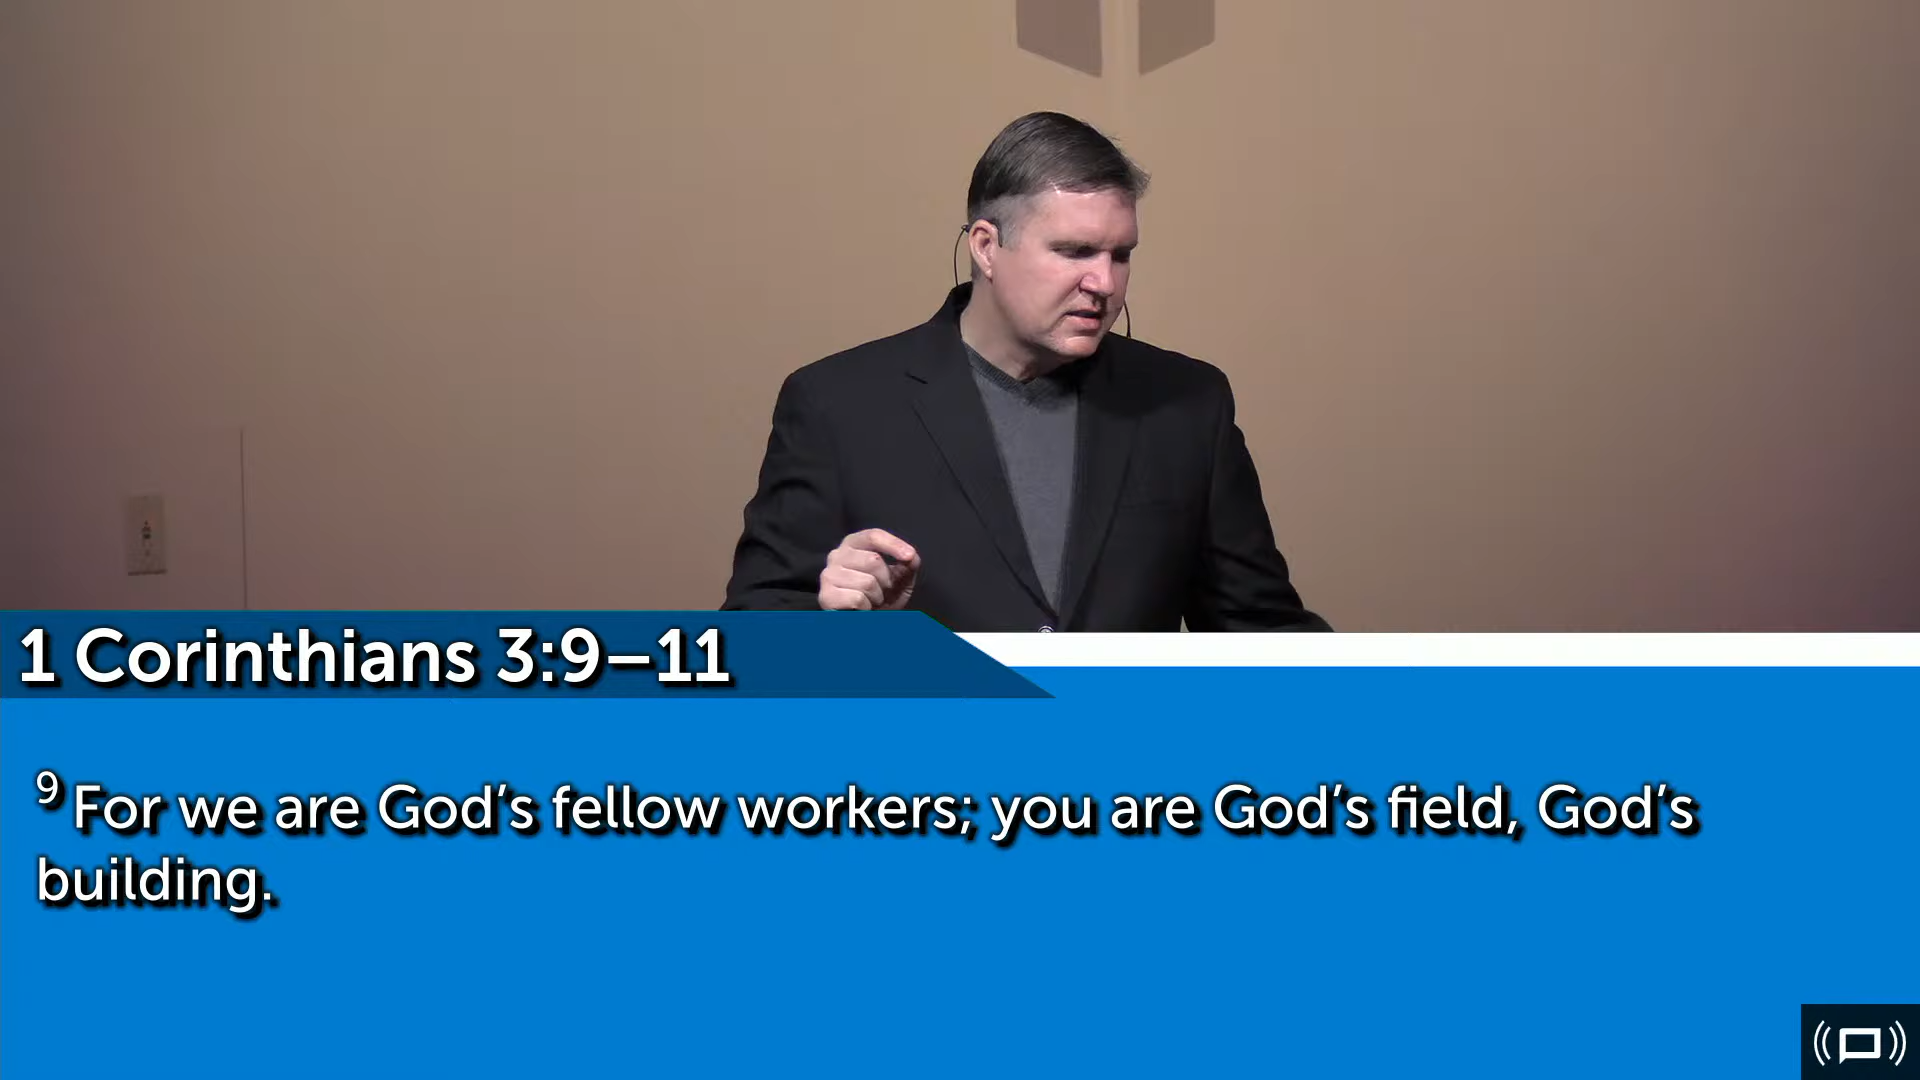 1 Corinthians 3:9–11
9 For we are God’s fellow workers; you are God’s field, God’s
building.